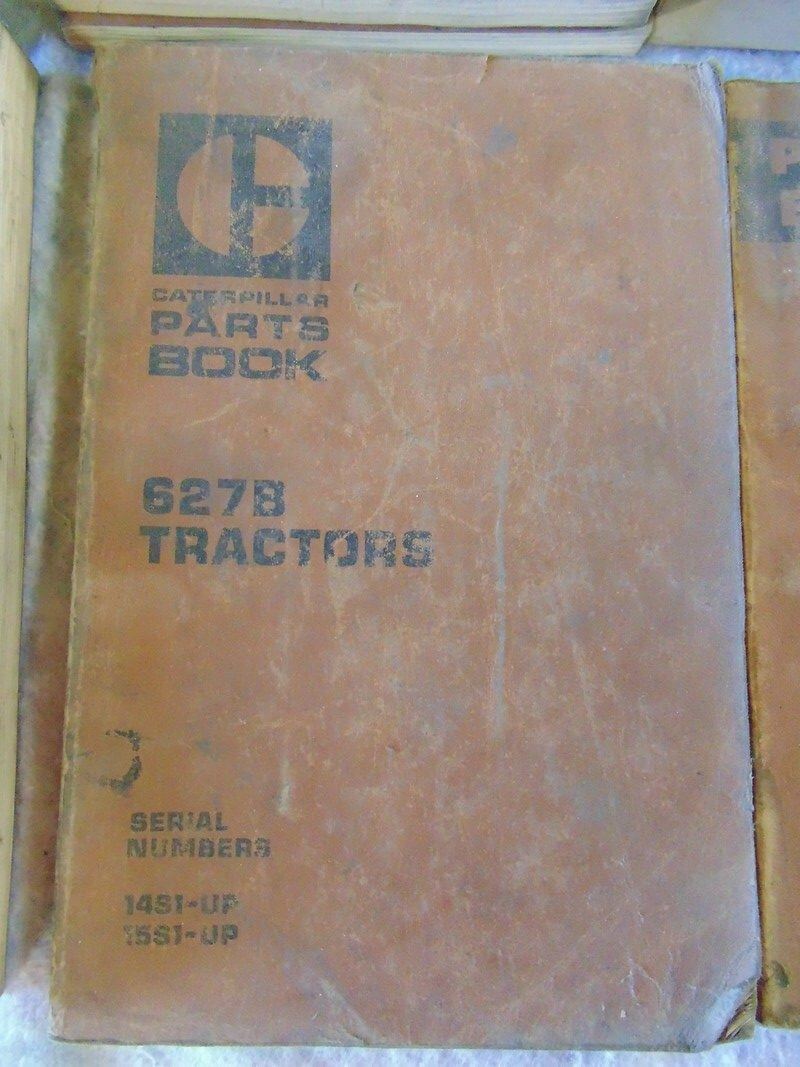 CATERPILLAR
PARTS
BOOK
627B
TRACTORS
SERIAL
NUMBERS
14S1-UP
15S1-UP
P